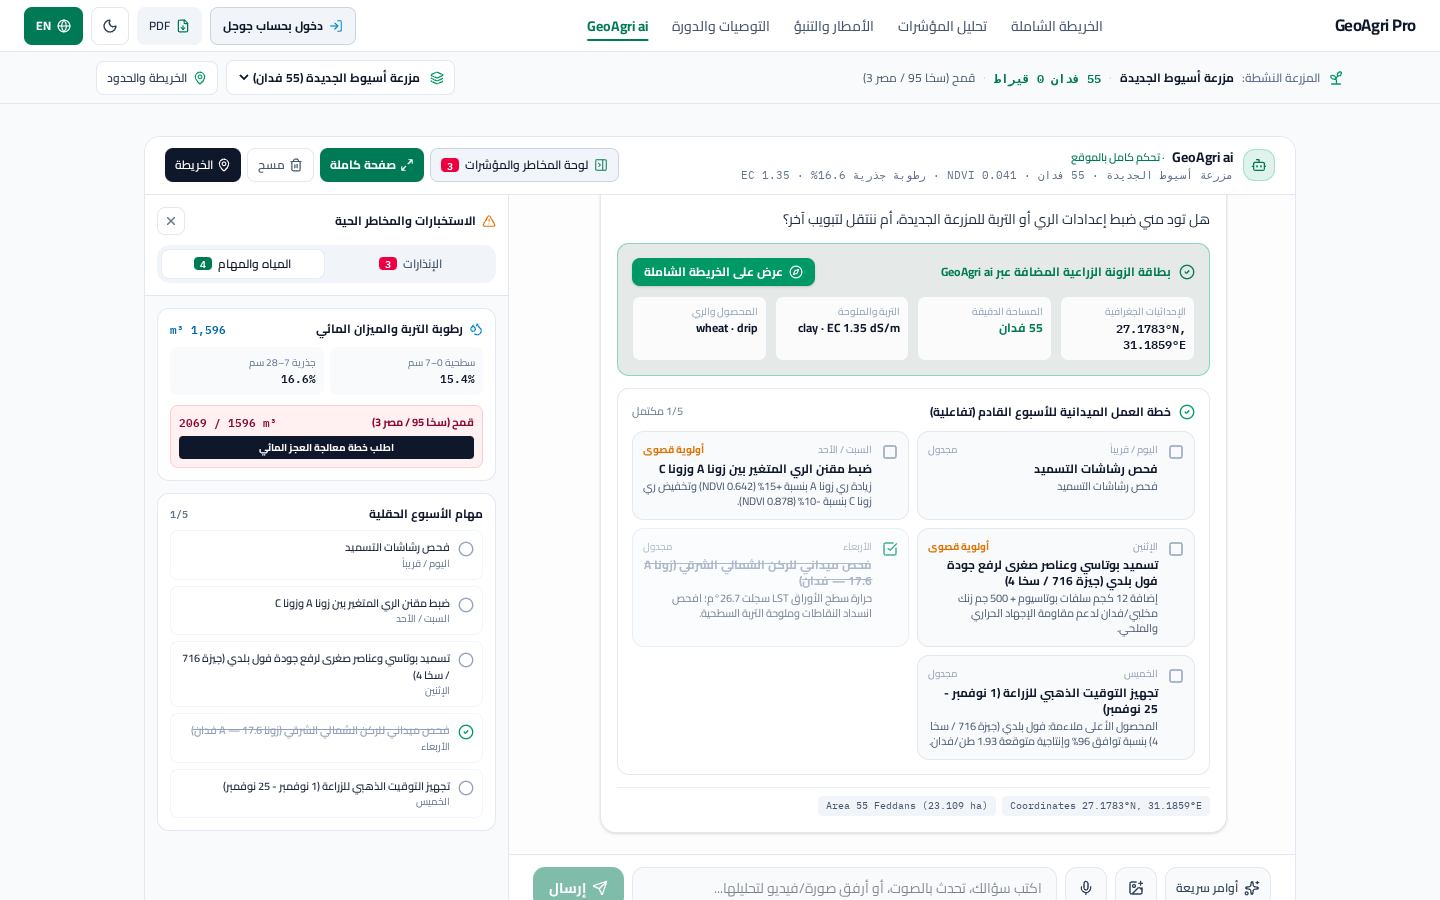 GeoAgri Pro
الخريطة الشاملة
تحليل المؤشرات
الأمطار والتنبؤ
التوصيات والدورة
GeoAgri ai
دخول بحساب جوجل
PDF
EN
المزرعة النشطة: مزرعة أسيوط الجديدة · 55 فدان 0 قيراط · قمح (سخا 95 / مصر 3)
مزرعة أسيوط الجديدة (55 فدان)
الخريطة والحدود
GeoAgri ai · تحكم كامل بالموقع
مزرعة أسيوط الجديدة · 55 فدان · NDVI 0.041 · رطوبة جذرية 16.6% · EC 1.35
لوحة المخاطر والمؤشرات 3
صفحة كاملة
مسح
الخريطة
هل تود مني ضبط إعدادات الري أو التربة للمزرعة الجديدة، أم ننتقل لتبويب آخر؟
بطاقة الزونة الزراعية المضافة عبر GeoAgri ai
عرض على الخريطة الشاملة
الإحداثيات الجغرافية
27.1783°N,
31.1859°E
المساحة الدقيقة
55 فدان
التربة والملوحة
clay · EC 1.35 dS/m
المحصول والري
wheat · drip
خطة العمل الميدانية للأسبوع القادم (تفاعلية)
1/5 مكتمل
اليوم / قريباً
مجدول
فحص رشاشات التسميد
فحص رشاشات التسميد
السبت / الأحد
أولوية قصوى
ضبط مقنن الري المتغير بين زونا A وزونا C
زيادة ري زونا A بنسبة +15% (NDVI 0.642) وتخفيض ري
زونا C بنسبة -10% (NDVI 0.878).
الإثنين
أولوية قصوى
تسميد بوتاسي وعناصر صغرى لرفع جودة
فول بلدي (جيزة 716 / سخا 4)
إضافة 12 كجم سلفات بوتاسيوم + 500 جم زنك
مخلبي/فدان لدعم مقاومة الإجهاد الحراري
والملحي.
الأربعاء
مجدول
فحص ميداني للركن الشمالي الشرقي (زونا A
— 17.6 فدان)
حرارة سطح الأوراق LST سجلت 26.7°م؛ افحص
انسداد النقاطات وملوحة التربة السطحية.
الخميس
مجدول
تجهيز التوقيت الذهبي للزراعة (1 نوفمبر -
25 نوفمبر)
المحصول الأعلى ملاءمة: فول بلدي (جيزة 716 / سخا
4) بنسبة توافق 96% وإنتاجية متوقعة 1.93 طن/فدان.
Coordinates 27.1783°N, 31.1859°E
Area 55 Feddans (23.109 ha)
أوامر سريعة
اكتب سؤالك، تحدث بالصوت، أو أرفق صورة/فيديو لتحليلها...
إرسال
الاستخبارات والمخاطر الحية
الإنذارات 3
المياه والمهام 4
رطوبة التربة والميزان المائي
1,596 m³
سطحية 0–7 سم
15.4%
جذرية 7–28 سم
16.6%
قمح (سخا 95 / مصر 3)
2069 / 1596 m³
اطلب خطة معالجة العجز المائي
مهام الأسبوع الحقلية
1/5
فحص رشاشات التسميد
اليوم / قريباً
ضبط مقنن الري المتغير بين زونا A وزونا C
السبت / الأحد
تسميد بوتاسي وعناصر صغرى لرفع جودة فول بلدي (جيزة 716
/ سخا 4)
الإثنين
فحص ميداني للركن الشمالي الشرقي (زونا A — 17.6 فدان)
الأربعاء
تجهيز التوقيت الذهبي للزراعة (1 نوفمبر - 25 نوفمبر)
الخميس